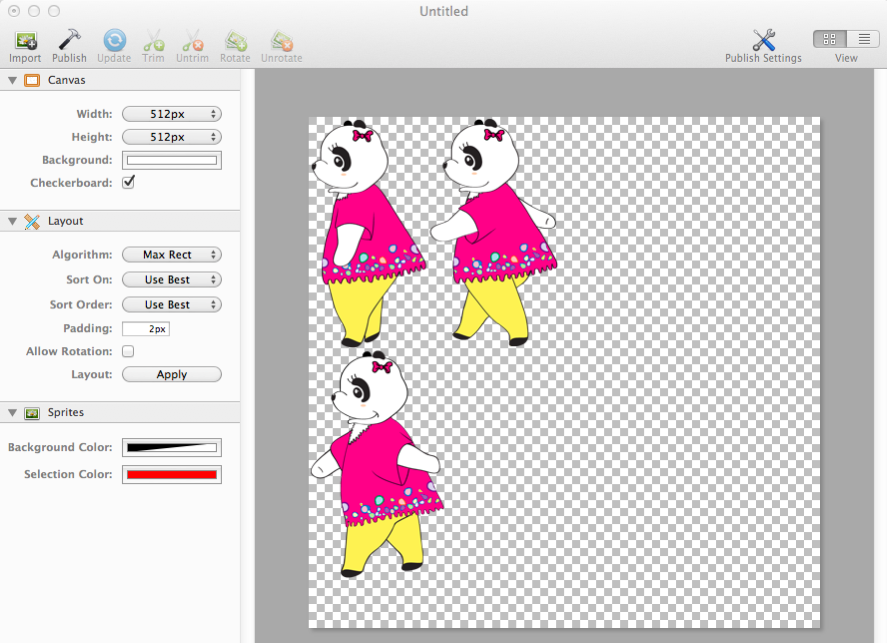 Untitled
Import Publish Update Trim Untrim Rotate Unrotate Publish Settings View
Canvas
Width: 512px
Height: 512px
Background:
Checkerboard:
Layout
Algorithm: Max Rect
Sort On: Use Best
Sort Order: Use Best
Padding: 2px
Allow Rotation:
Layout: Apply
Sprites
Background Color:
Selection Color: